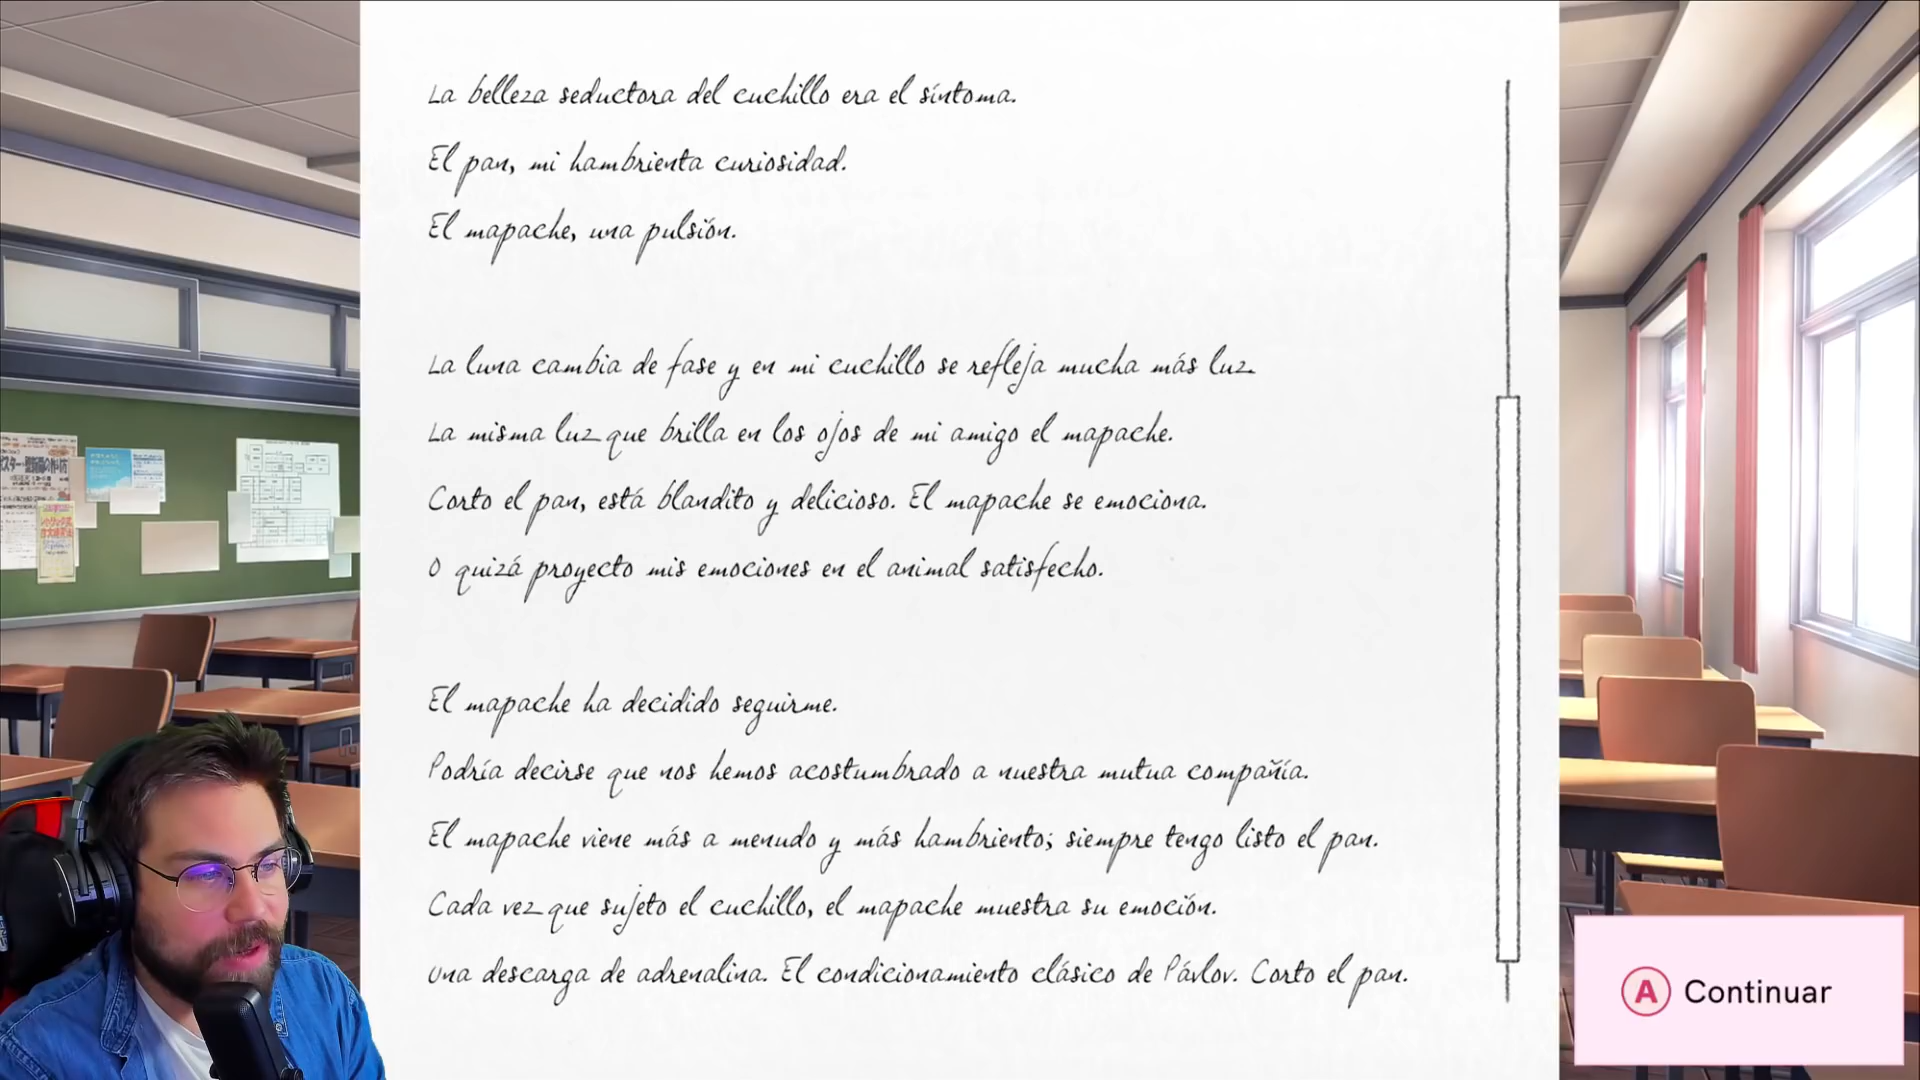 La belleza seductora del cuchillo era el síntoma.
El pan, mi hambrienta curiosidad.
El mapache, una pulsión.
La luna cambia de fase y en mi cuchillo se refleja mucha más luz.
La misma luz que brilla en los ojos de mi amigo el mapache.
Corto el pan, está blandito y delicioso. El mapache se emociona.
O quizá proyecto mis emociones en el animal satisfecho.
El mapache ha decidido seguirme.
Podría decirse que nos hemos acostumbrado a nuestra mutua compañía.
El mapache viene más a menudo y más hambriento; siempre tengo listo el pan.
Cada vez que sujeto el cuchillo, el mapache muestra su emoción.
Una descarga de adrenalina. El condicionamiento clásico de Pávlov. Corto el pan.
A Continuar